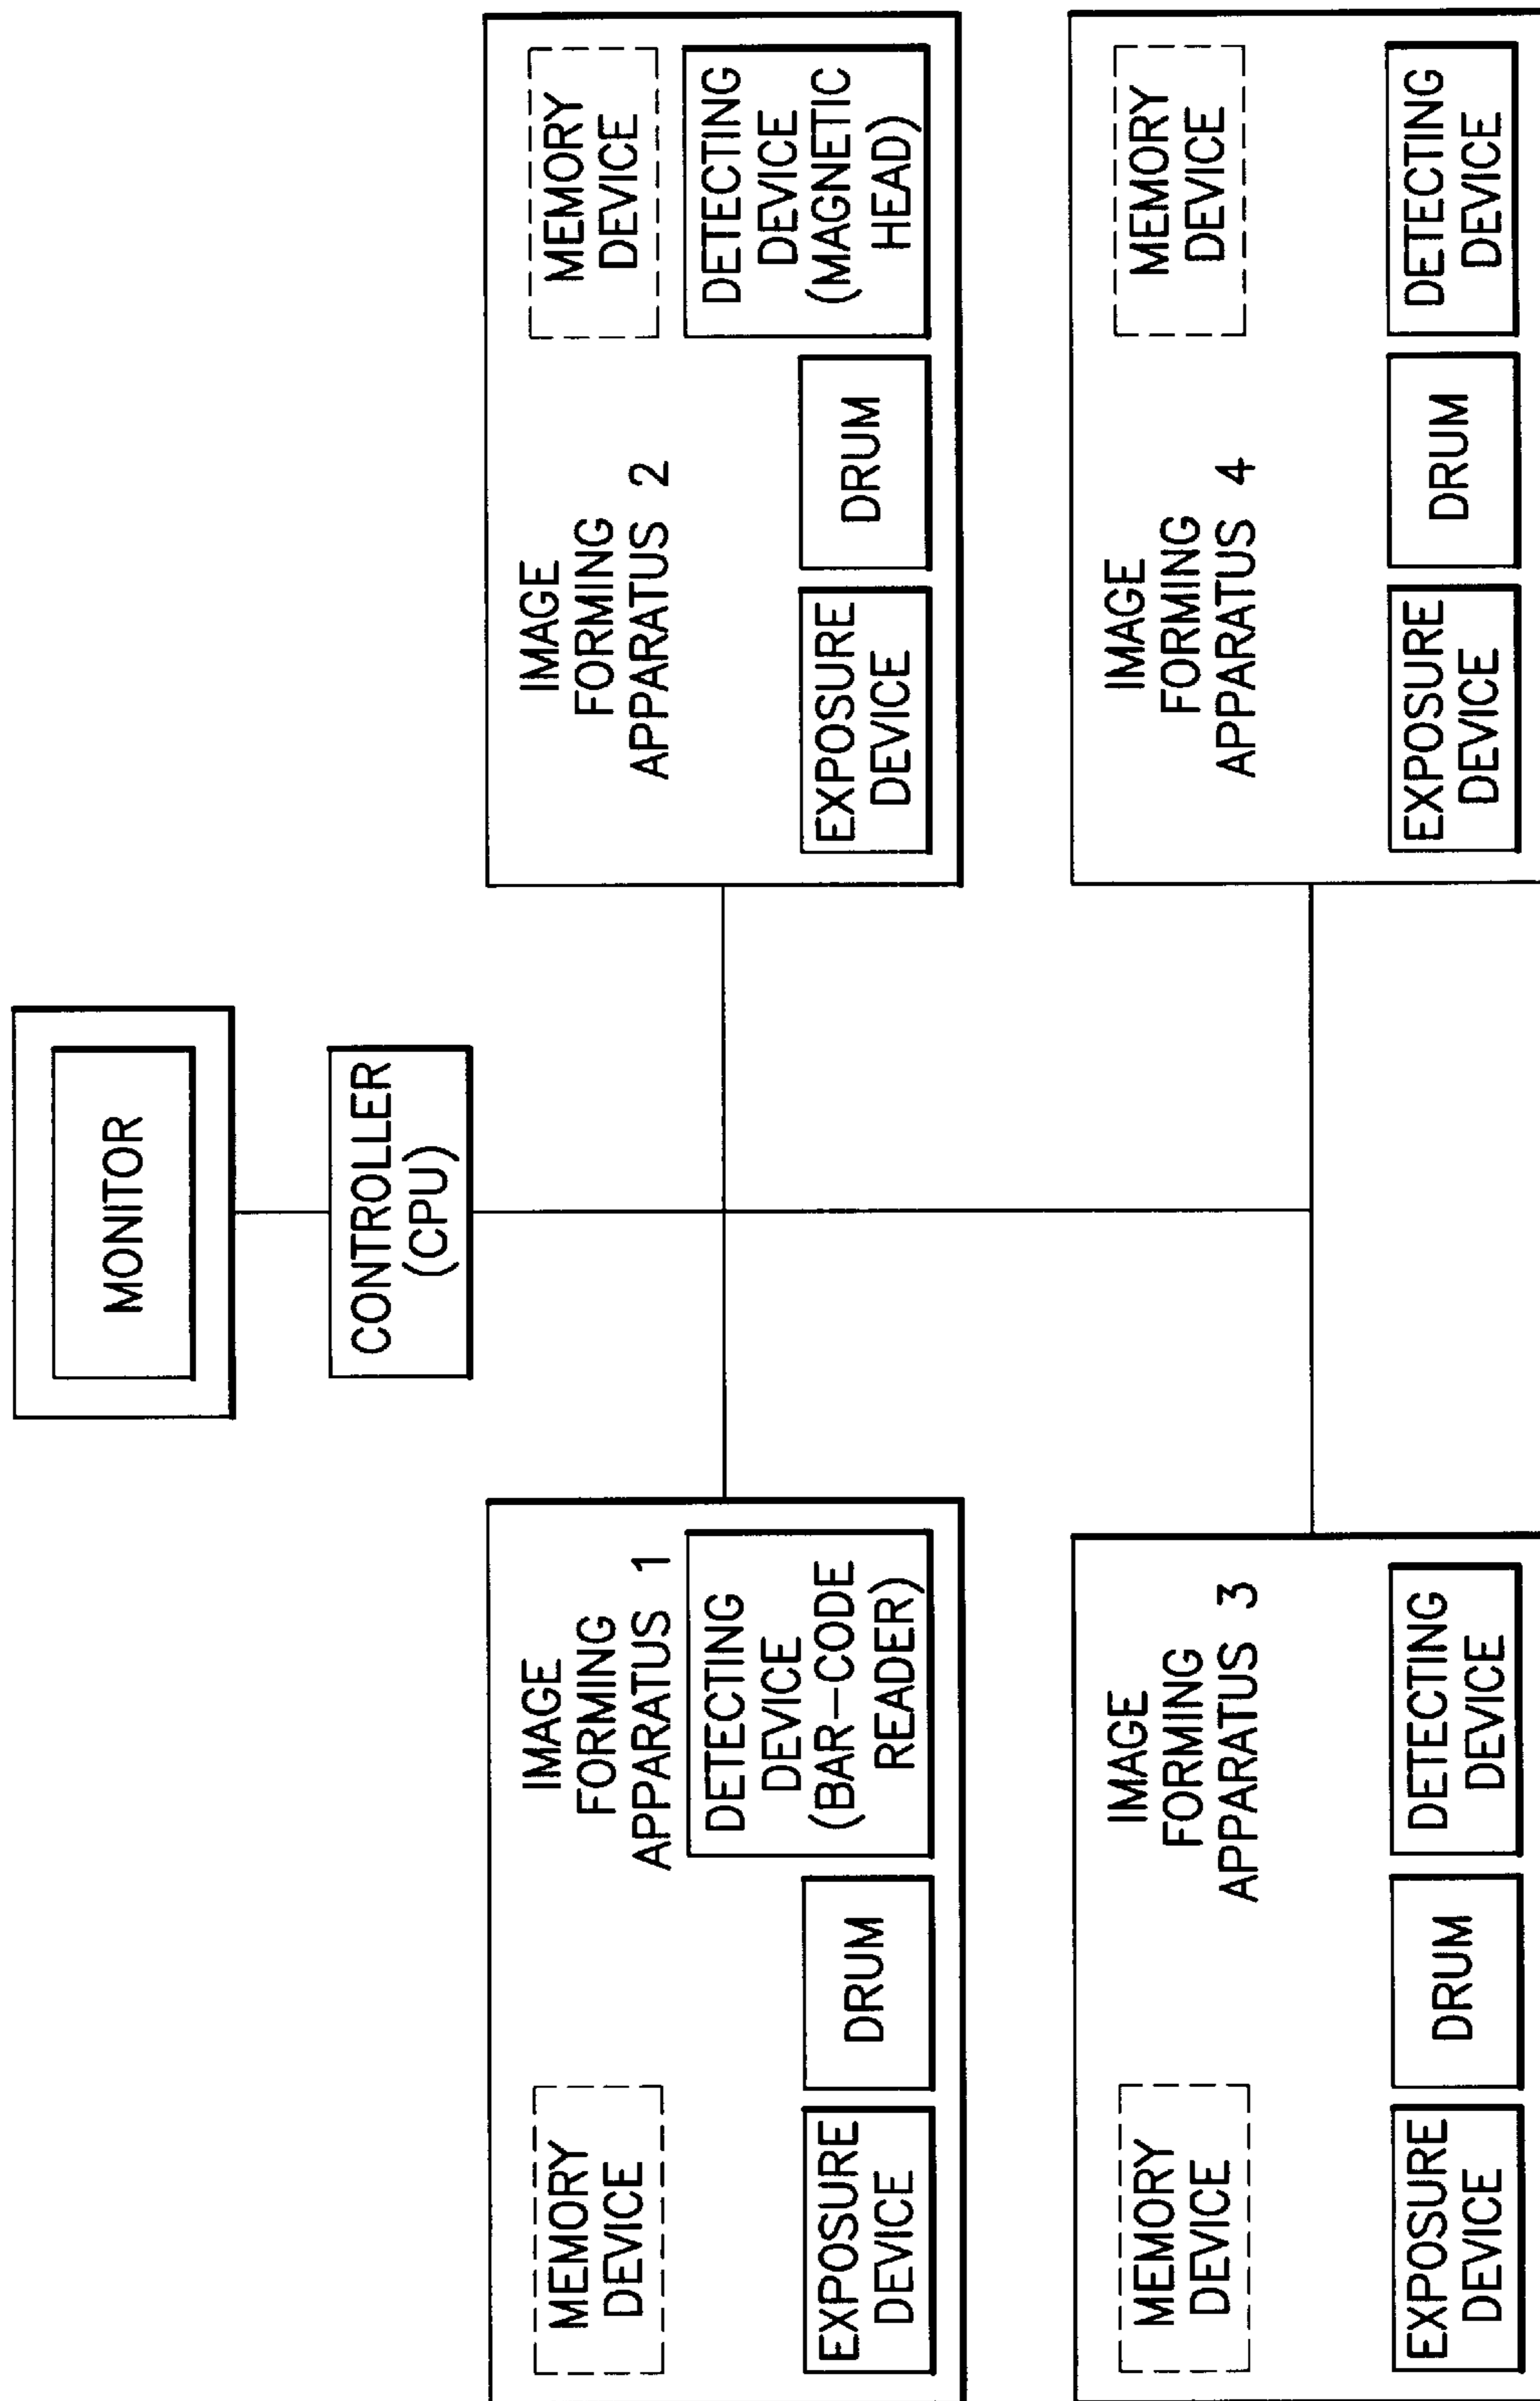 MONITOR
CONTROLLER
(CPU)
IMAGE
FORMING
APPARATUS 1
MEMORY
DEVICE
DETECTING
DEVICE
(BAR-CODE
READER)
DRUM
EXPOSURE
DEVICE
IMAGE
FORMING
APPARATUS 2
MEMORY
DEVICE
DETECTING
DEVICE
(MAGNETIC
HEAD)
DRUM
EXPOSURE
DEVICE
IMAGE
FORMING
APPARATUS 3
MEMORY
DEVICE
DETECTING
DEVICE
DRUM
EXPOSURE
DEVICE
IMAGE
FORMING
APPARATUS 4
MEMORY
DEVICE
DETECTING
DEVICE
DRUM
EXPOSURE
DEVICE